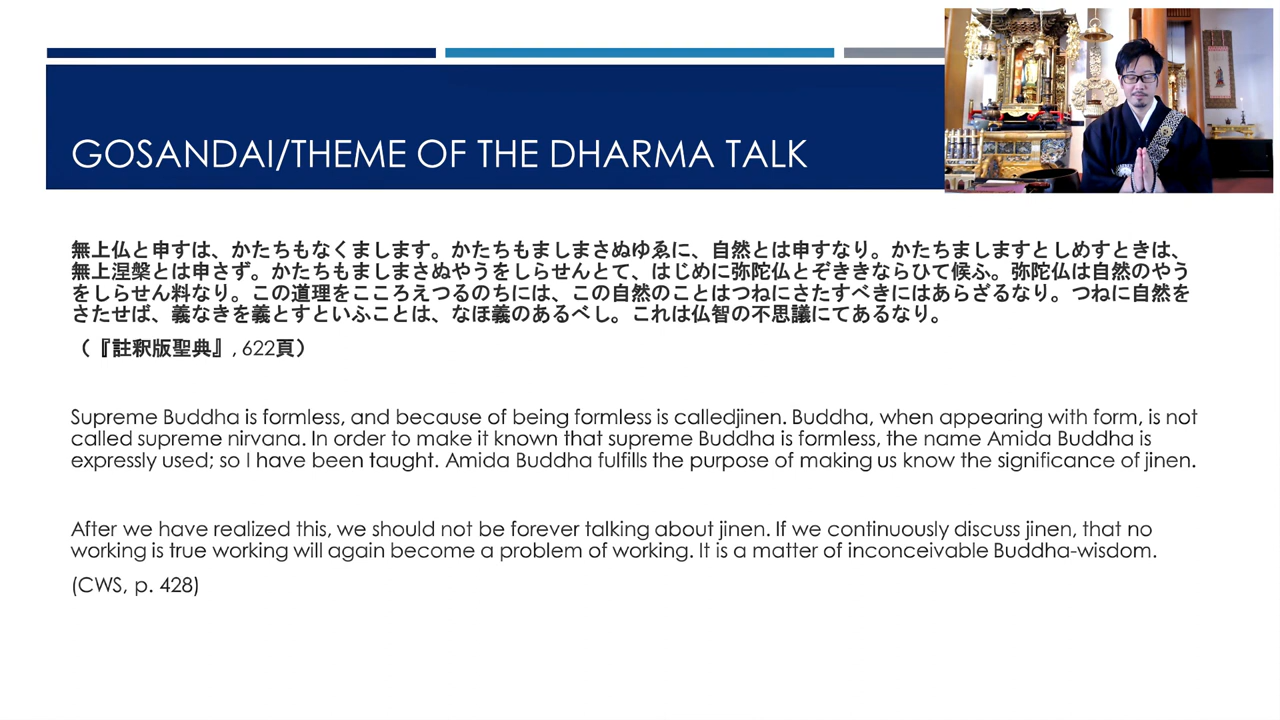 GOSANDAI/THEME OF THE DHARMA TALK
無上仏と申すは、かたちもなくまします。かたちもましまさぬゆゑに、自然とは申すなり。かたちましますとしめすときは、
無上涅槃とは申さず。かたちもましまさぬやうをしらせんとて、はじめに弥陀仏とぞききならひて候ふ。弥陀仏は自然のやう
をしらせん料なり。この道理をこころえつるのちには、この自然のことはつねにさたすべきにはあらざるなり。つねに自然を
さたせば、義なきを義とすといふことは、なほ義のあるべし。これは仏智の不思議にてあるなり。
（『註釈版聖典』, 622頁）
Supreme Buddha is formless, and because of being formless is calledjinen. Buddha, when appearing with form, is not
called supreme nirvana. In order to make it known that supreme Buddha is formless, the name Amida Buddha is
expressly used; so I have been taught. Amida Buddha fulfills the purpose of making us know the significance of jinen.
After we have realized this, we should not be forever talking about jinen. If we continuously discuss jinen, that no
working is true working will again become a problem of working. It is a matter of inconceivable Buddha-wisdom.
(CWS, p. 428)